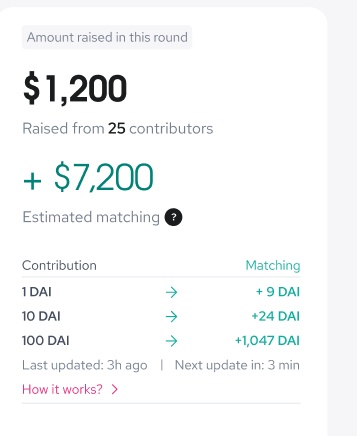 Amount raised in this round
$1,200
Raised from 25 contributors
+ $7,200
Estimated matching ?
Contribution Matching
1 DAI → + 9 DAI
10 DAI → +24 DAI
100 DAI → +1,047 DAI
Last updated: 3h ago | Next update in: 3 min
How it works? >